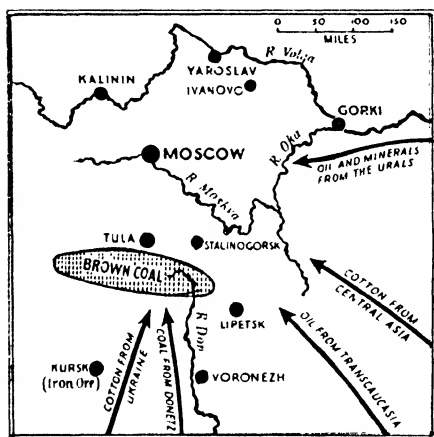 0 50 100 150
MILES
R Volga
YAROSLAV
IVANOVO
KALININ
GORKI
R. Oka
MOSCOW
OIL AND MINERALS
FROM THE URALS
R. Moskva
TULA
STALINOGORSK
BROWN COAL
COTTON FROM
CENTRAL ASIA
OIL FROM TRANSCAUCASIA
LIPETSK
R Don
KURSK
(Iron Ore)
COTTON FROM
UKRAINE
COAL FROM DONETZ
VORONEZH